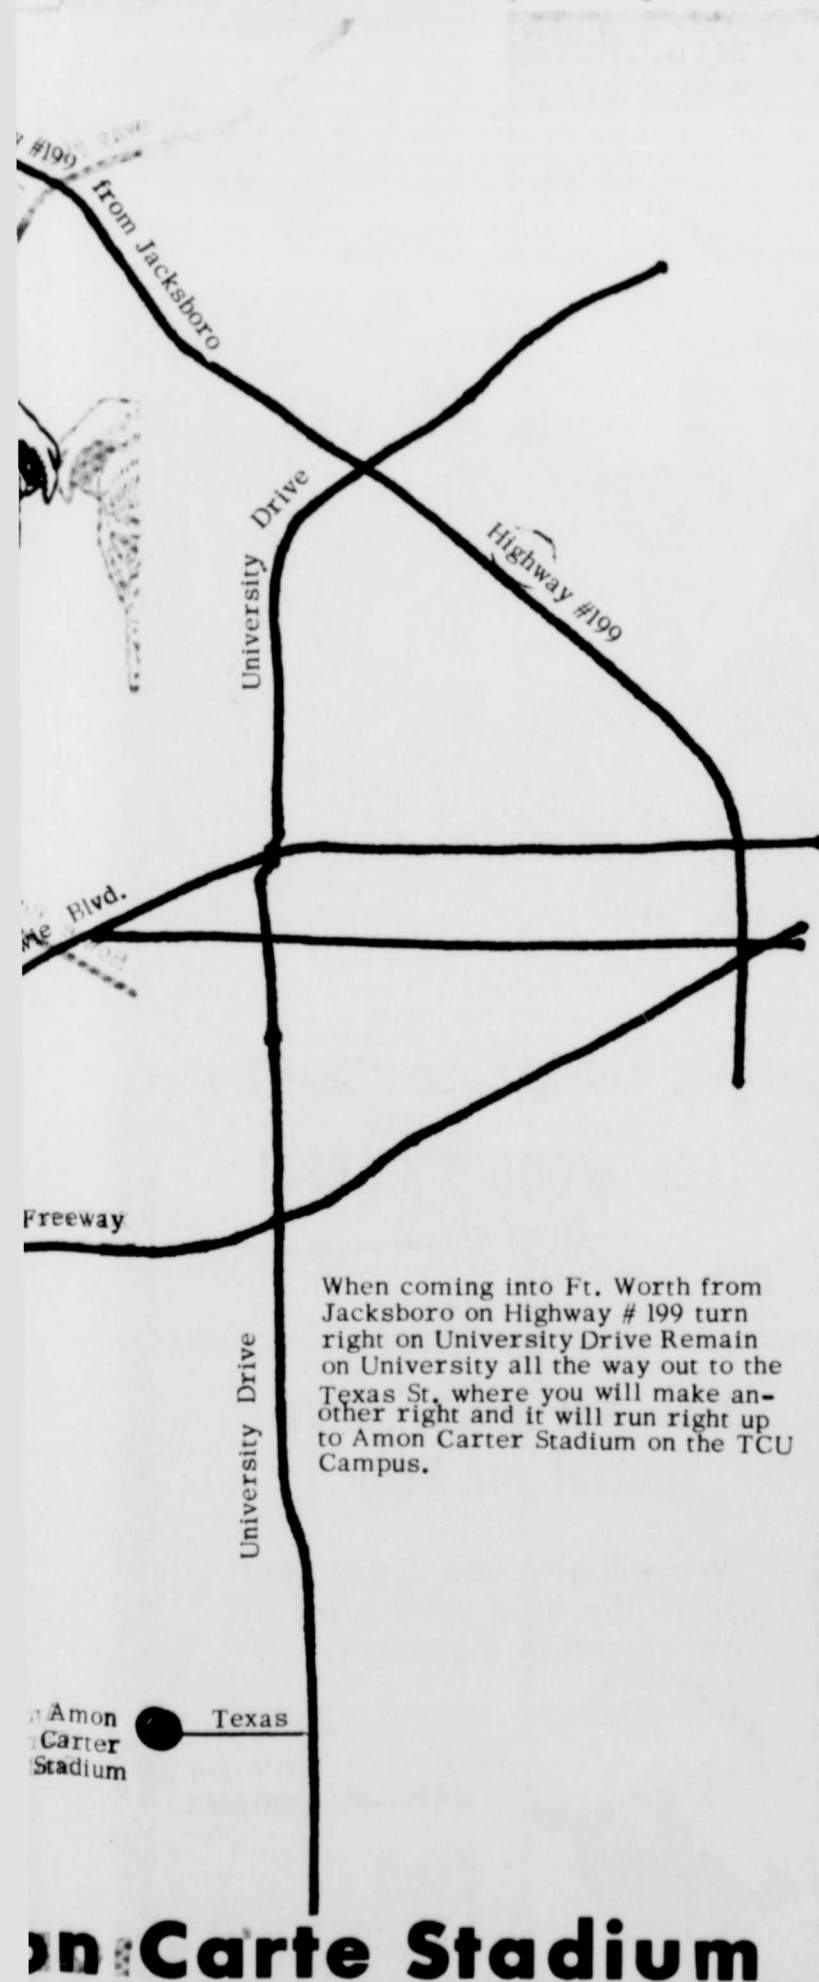 #199
from Jacksboro
University Drive
Highway #199
Blvd.
Freeway
When coming into Ft. Worth from
Jacksboro on Highway # 199 turn
right on University Drive Remain
on University all the way out to the
Texas St. where you will make an-
other right and it will run right up
to Amon Carter Stadium on the TCU
Campus.
University Drive
Amon
Carter
Stadium
Texas
on Carte Stadium